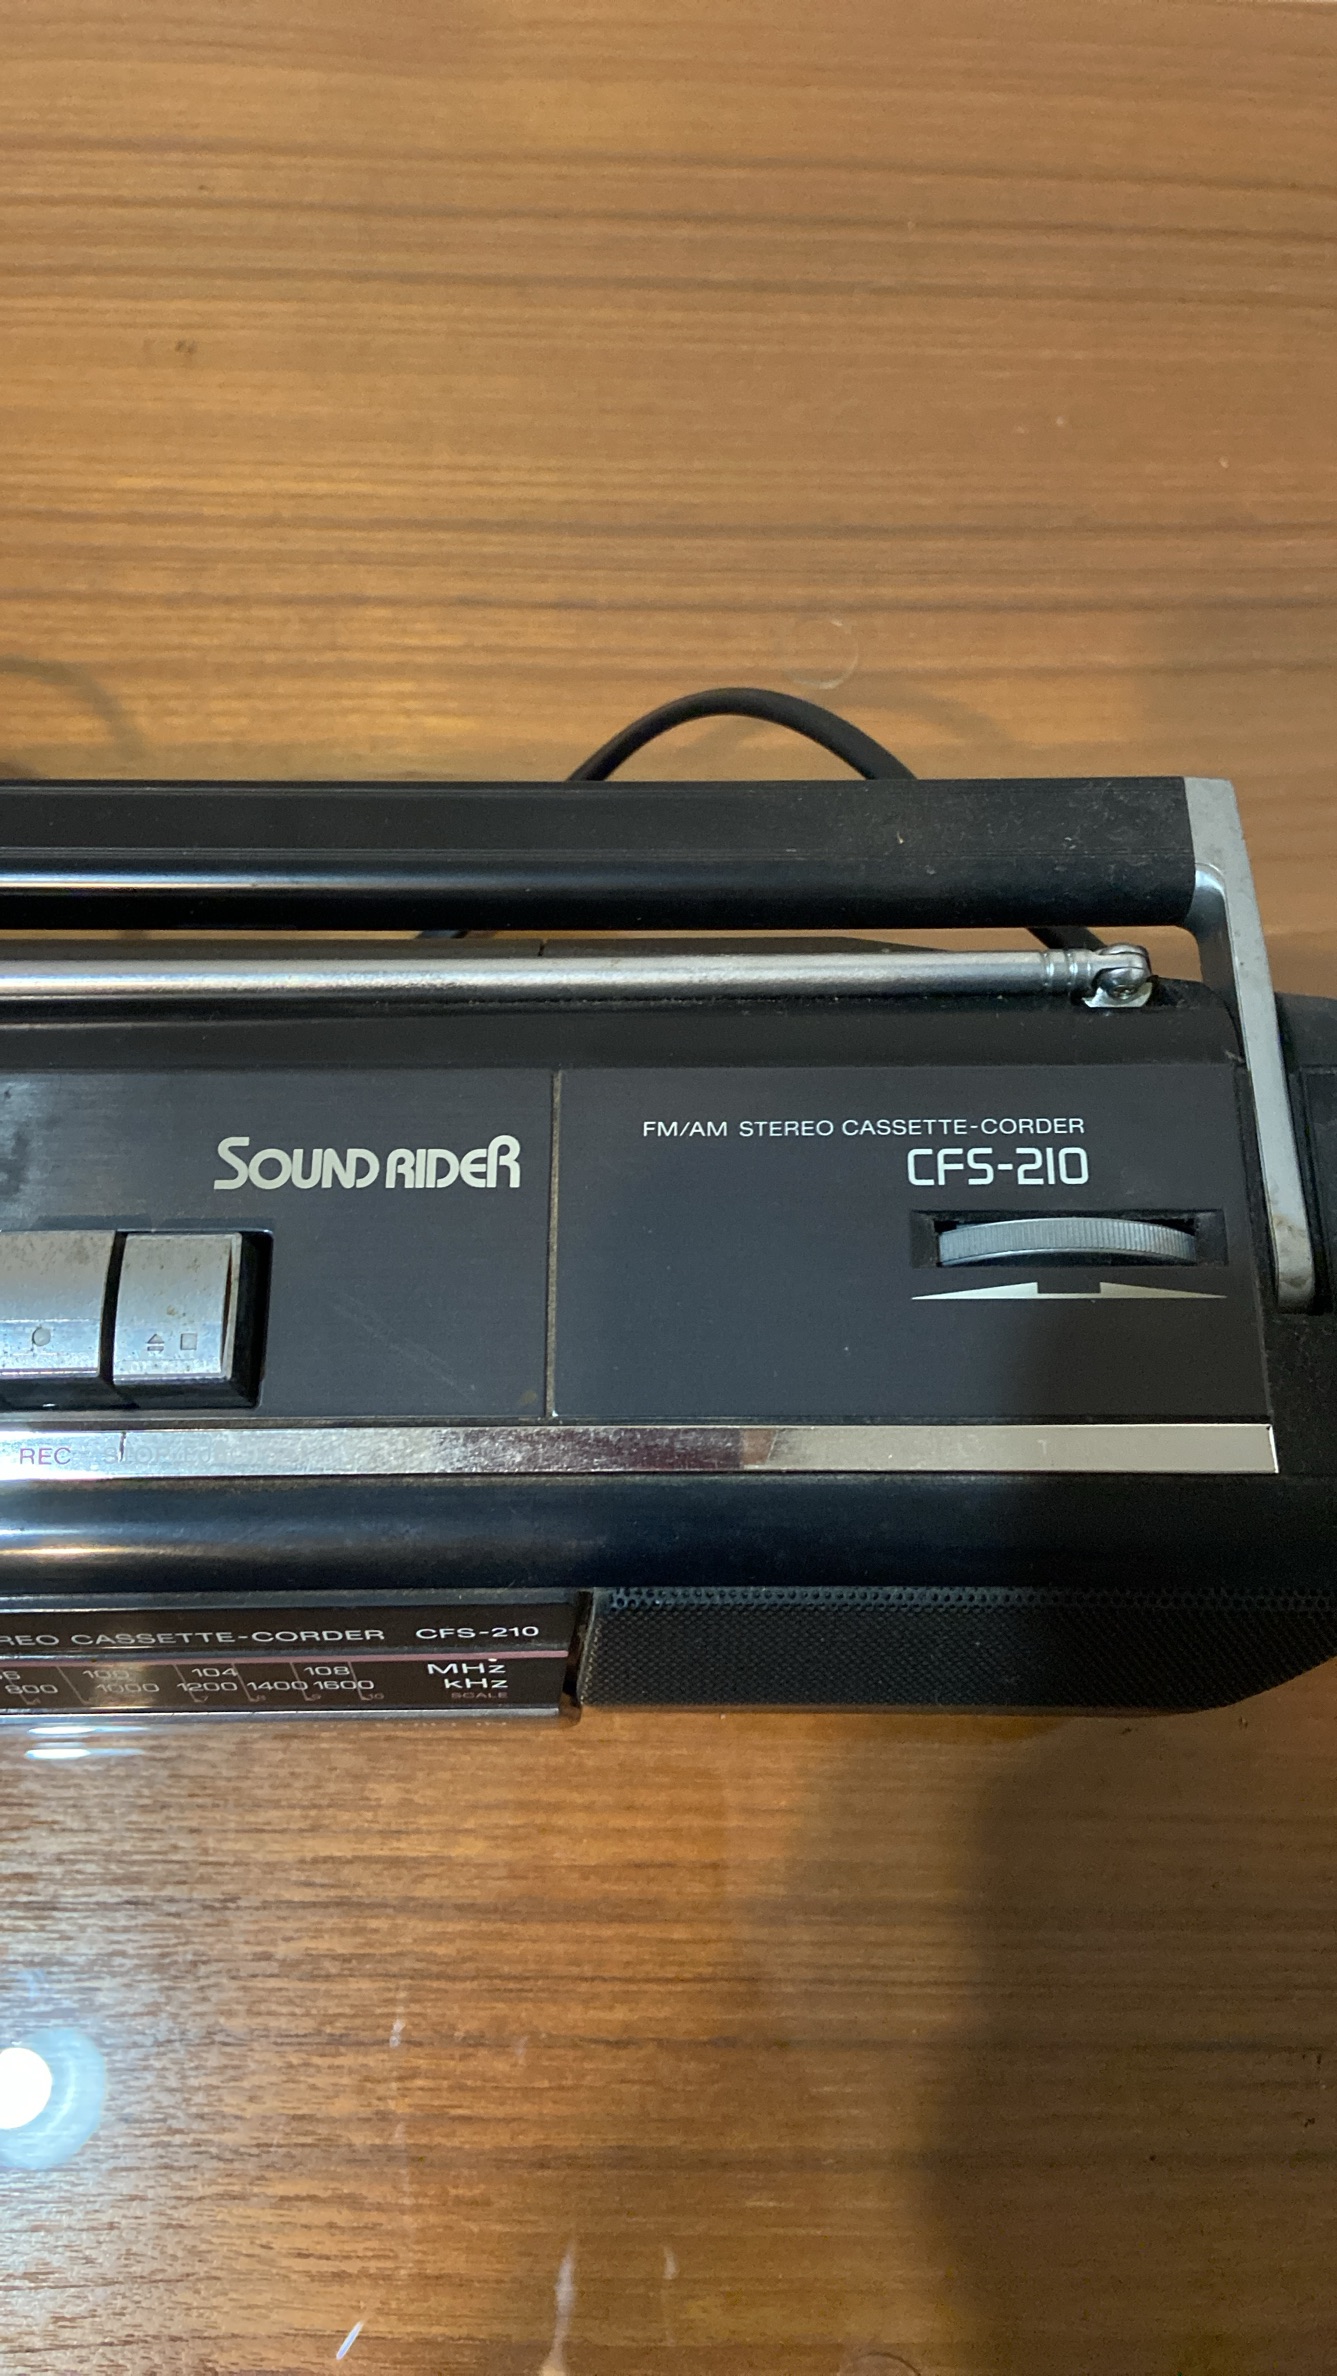 SOUND RIDER
FM/AM STEREO CASSETTE-CORDER
CFS-210
REC
CASSETTE-CORDER CFS-210
100 104 108 MHz
800 1000 1200 1400 1600 kHz
SCALE